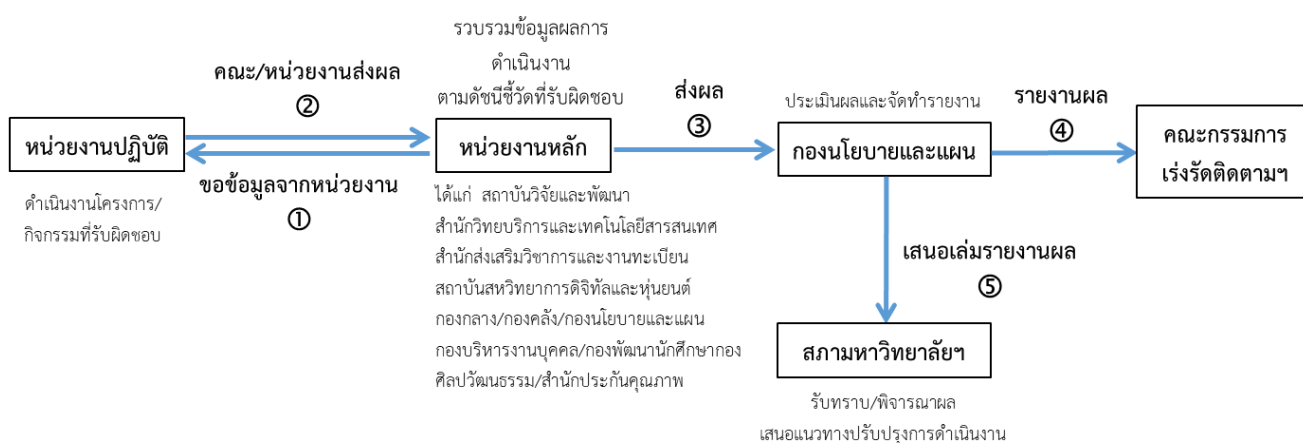 รวบรวมข้อมูลผลการ
ดำเนินงาน
ตามดัชนีชี้วัดที่รับผิดชอบ
คณะ/หน่วยงานส่งผล
②
ส่งผล
③
ประเมินผลและจัดทำรายงาน
รายงานผล
④
หน่วยงานปฏิบัติ
หน่วยงานหลัก
กองนโยบายและแผน
คณะกรรมการ
เร่งรัดติดตามฯ
ขอข้อมูลจากหน่วยงาน
①
ดำเนินงานโครงการ/
กิจกรรมที่รับผิดชอบ
ได้แก่ สถาบันวิจัยและพัฒนา
สำนักวิทยบริการและเทคโนโลยีสารสนเทศ
สำนักส่งเสริมวิชาการและงานทะเบียน
สถาบันสหวิทยาการดิจิทัลและหุ่นยนต์
กองกลาง/กองคลัง/กองนโยบายและแผน
กองบริหารงานบุคคล/กองพัฒนานักศึกษากอง
ศิลปวัฒนธรรม/สำนักประกันคุณภาพ
เสนอเล่มรายงานผล
⑤
สภามหาวิทยาลัยฯ
รับทราบ/พิจารณาผล
เสนอแนวทางปรับปรุงการดำเนินงาน